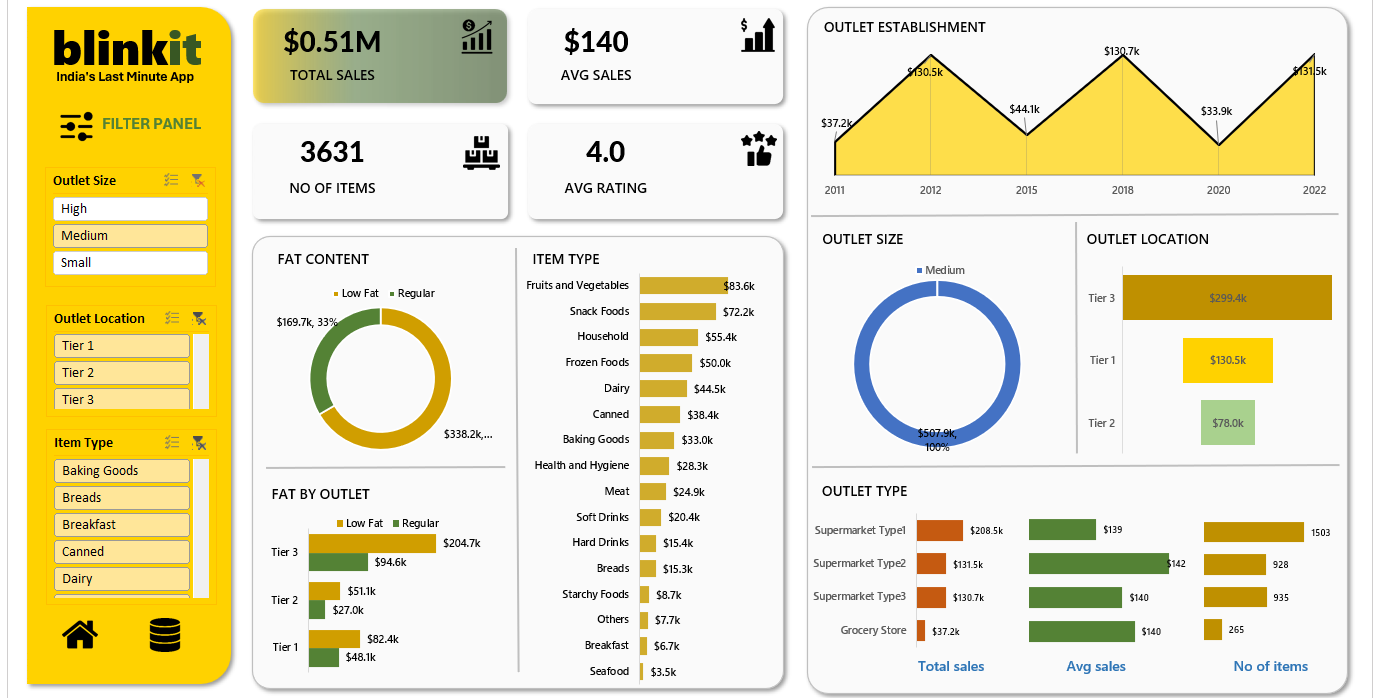 blinkit
India's Last Minute App
FILTER PANEL
Outlet Size
High
Medium
Small
Outlet Location
Tier 1
Tier 2
Tier 3
Item Type
Baking Goods
Breads
Breakfast
Canned
Dairy
$0.51M
TOTAL SALES
$140
AVG SALES
3631
NO OF ITEMS
4.0
AVG RATING
FAT CONTENT
Low Fat Regular
$169.7k, 33%
$338.2k,...
FAT BY OUTLET
Low Fat Regular
Tier 3 $204.7k
$94.6k
Tier 2 $51.1k
$27.0k
Tier 1 $82.4k
$48.1k
ITEM TYPE
Fruits and Vegetables $83.6k
Snack Foods $72.2k
Household $55.4k
Frozen Foods $50.0k
Dairy $44.5k
Canned $38.4k
Baking Goods $33.0k
Health and Hygiene $28.3k
Meat $24.9k
Soft Drinks $20.4k
Hard Drinks $15.4k
Breads $15.3k
Starchy Foods $8.7k
Others $7.7k
Breakfast $6.7k
Seafood $3.5k
OUTLET ESTABLISHMENT
$37.2k $130.5k $44.1k $130.7k $33.9k $131.5k
2011 2012 2015 2018 2020 2022
OUTLET SIZE
Medium
$507.9k,
100%
OUTLET LOCATION
Tier 3 $299.4k
Tier 1 $130.5k
Tier 2 $78.0k
OUTLET TYPE
Supermarket Type1 $208.5k $139 1503
Supermarket Type2 $131.5k $142 928
Supermarket Type3 $130.7k $140 935
Grocery Store $37.2k $140 265
Total sales Avg sales No of items